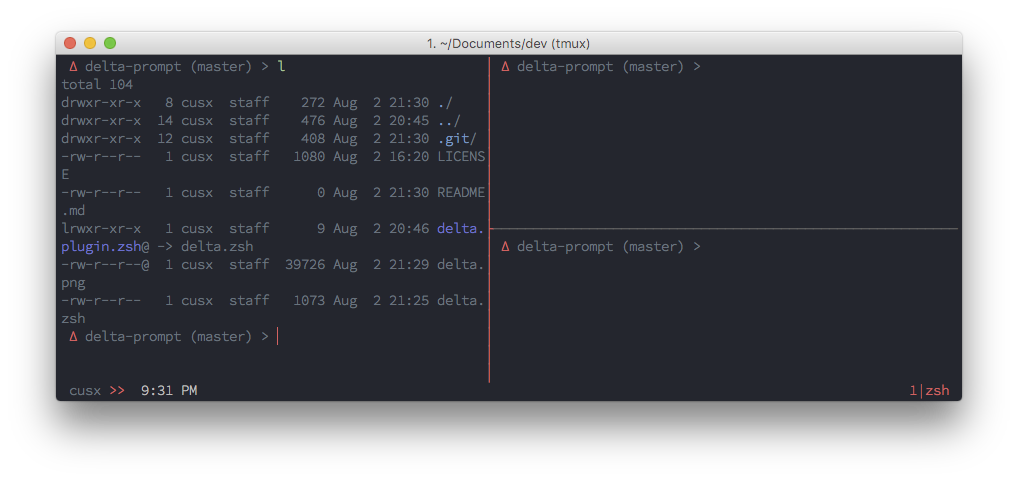 1. ~/Documents/dev (tmux)
Δ delta-prompt (master) > l
total 104
drwxr-xr-x   8 cusx  staff    272 Aug  2 21:30 ./
drwxr-xr-x  14 cusx  staff    476 Aug  2 20:45 ../
drwxr-xr-x  12 cusx  staff    408 Aug  2 21:30 .git/
-rw-r--r--   1 cusx  staff   1080 Aug  2 16:20 LICENS
E
-rw-r--r--   1 cusx  staff      0 Aug  2 21:30 README
.md
lrwxr-xr-x   1 cusx  staff      9 Aug  2 20:46 delta.
plugin.zsh@ -> delta.zsh
-rw-r--r--@  1 cusx  staff  39726 Aug  2 21:29 delta.
png
-rw-r--r--   1 cusx  staff   1073 Aug  2 21:25 delta.
zsh
Δ delta-prompt (master) >
Δ delta-prompt (master) >
Δ delta-prompt (master) >
cusx >>  9:31 PM
1|zsh